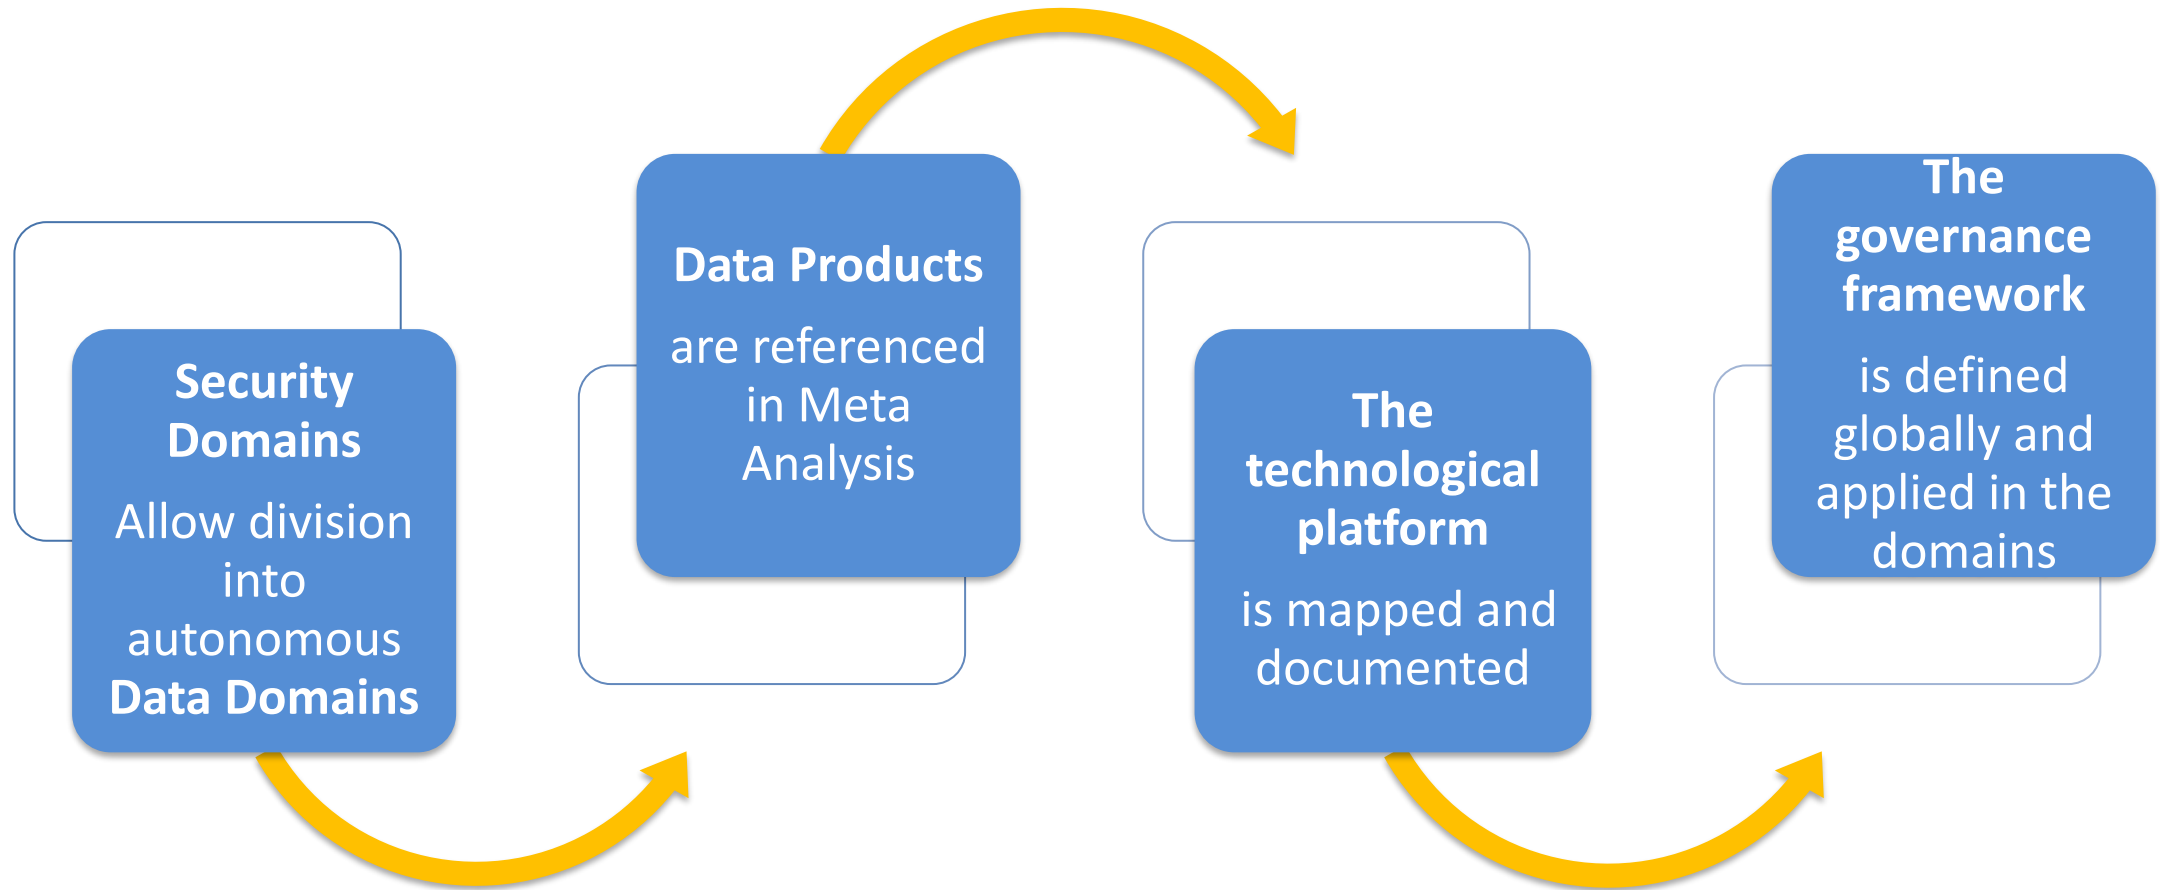 Security
Domains
Allow division
into
autonomous
Data Domains
Data Products
are referenced
in Meta
Analysis
The
technological
platform
is mapped and
documented
The
governance
framework
is defined
globally and
applied in the
domains